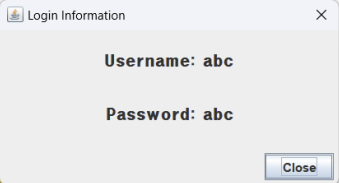 Login Information
Username: abc
Password: abc
Close